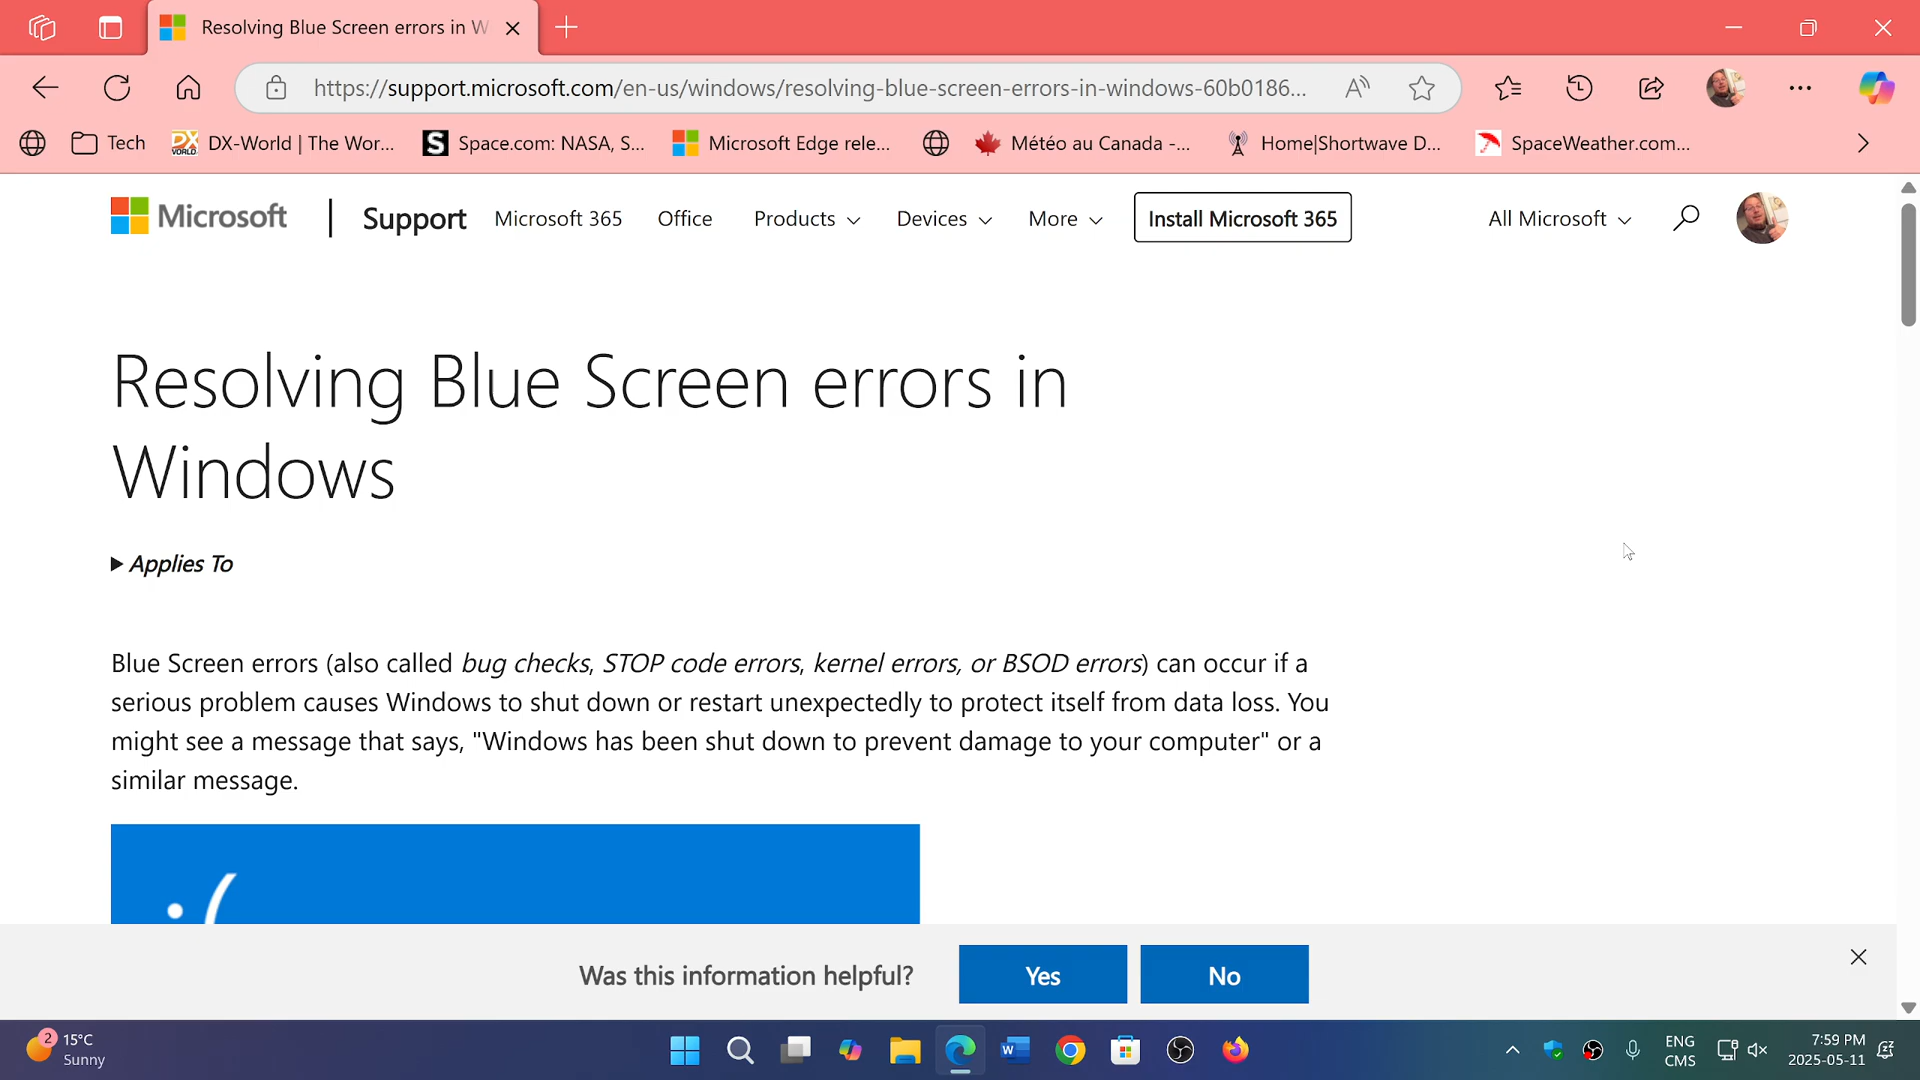 Resolving Blue Screen errors in W
https://support.microsoft.com/en-us/windows/resolving-blue-screen-errors-in-windows-60b0186...
Tech
DX-World | The Wor...
Space.com: NASA, S...
Microsoft Edge rele...
Météo au Canada -...
Home|Shortwave D...
SpaceWeather.com...
Microsoft
Support
Microsoft 365
Office
Products
Devices
More
Install Microsoft 365
All Microsoft
Resolving Blue Screen errors in
Windows
Applies To
Blue Screen errors (also called bug checks, STOP code errors, kernel errors, or BSOD errors) can occur if a
serious problem causes Windows to shut down or restart unexpectedly to protect itself from data loss. You
might see a message that says, "Windows has been shut down to prevent damage to your computer" or a
similar message.
:(
Was this information helpful?
Yes
No
2
15°C
Sunny
ENG
CMS
7:59 PM
2025-05-11